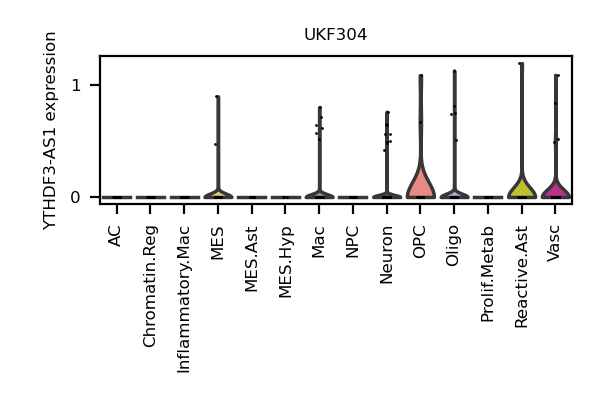 UKF304
YTHDF3-AS1 expression
1
0
AC
Chromatin.Reg
Inflammatory.Mac
MES
MES.Ast
MES.Hyp
Mac
NPC
Neuron
OPC
Oligo
Prolif.Metab
Reactive.Ast
Vasc